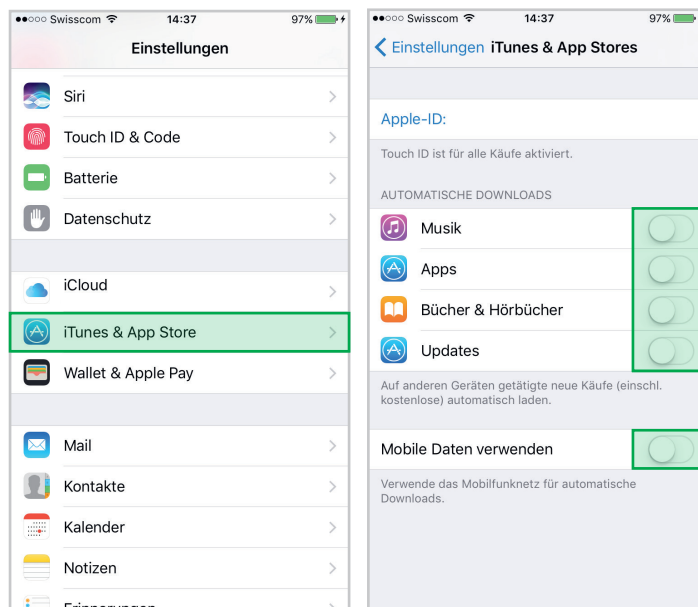 Swisscom 14:37 97%
Einstellungen
Siri
Touch ID & Code
Batterie
Datenschutz
iCloud
iTunes & App Store
Wallet & Apple Pay
Mail
Kontakte
Kalender
Notizen
Erinnerungen
Swisscom 14:37 97%
Einstellungen iTunes & App Stores
Apple-ID:
Touch ID ist für alle Käufe aktiviert.
AUTOMATISCHE DOWNLOADS
Musik
Apps
Bücher & Hörbücher
Updates
Auf anderen Geräten getätigte neue Käufe (einschl.
kostenlose) automatisch laden.
Mobile Daten verwenden
Verwende das Mobilfunknetz für automatische
Downloads.